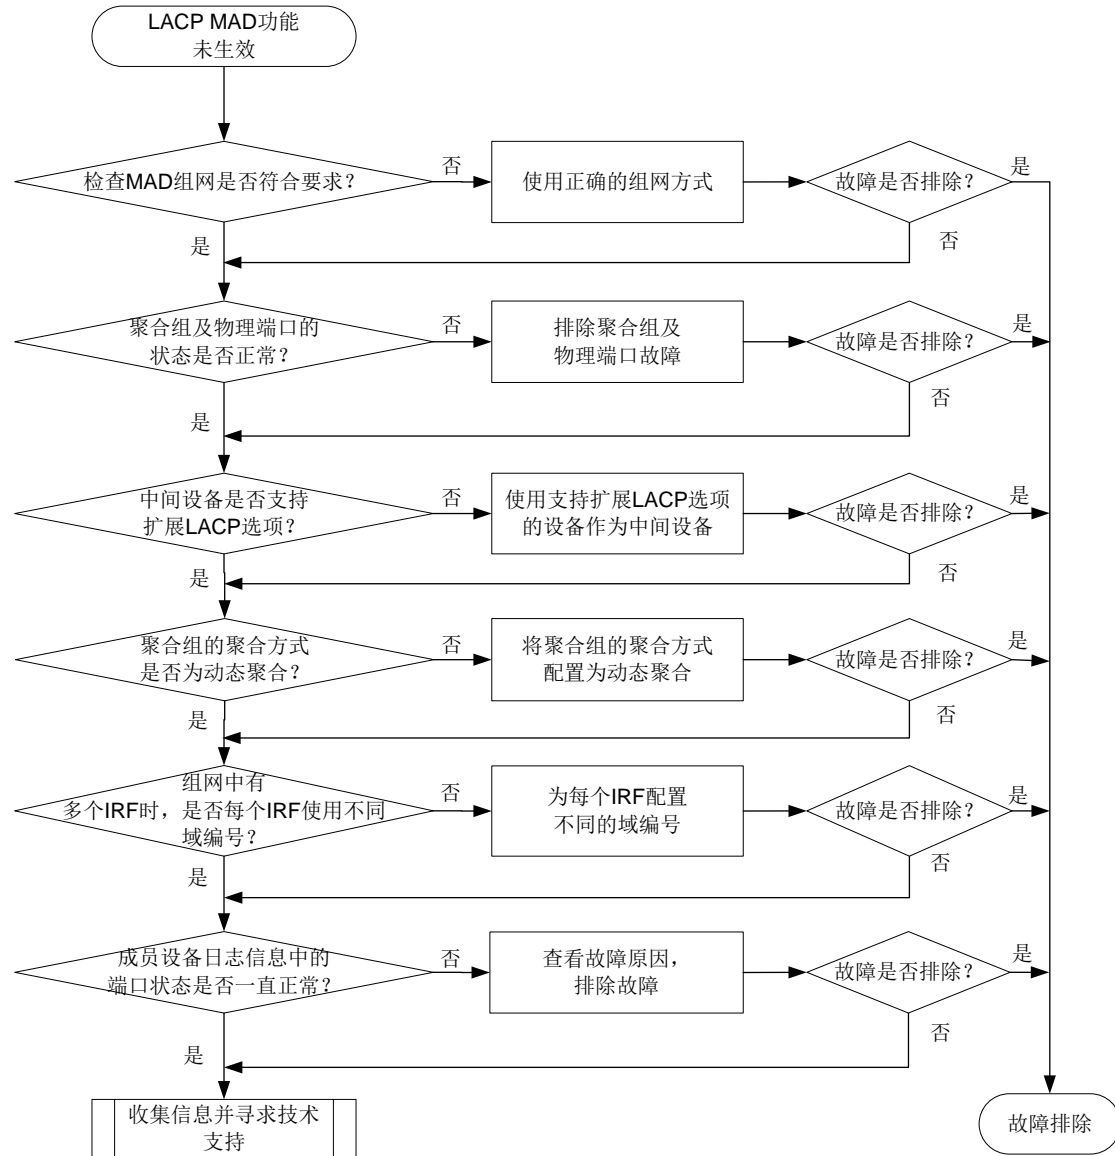 LACP MAD功能
未生效
检查MAD组网是否符合要求？
否
使用正确的组网方式
故障是否排除？
是
是
否
聚合组及物理端口的
状态是否正常？
否
排除聚合组及
物理端口故障
故障是否排除？
是
是
否
中间设备是否支持
扩展LACP选项？
否
使用支持扩展LACP选项
的设备作为中间设备
故障是否排除？
是
是
否
聚合组的聚合方式
是否为动态聚合？
否
将聚合组的聚合方式
配置为动态聚合
故障是否排除？
是
是
否
组网中有
多个IRF时，是否每个IRF使用不同
域编号？
否
为每个IRF配置
不同的域编号
故障是否排除？
是
是
否
成员设备日志信息中的
端口状态是否一直正常？
否
查看故障原因，
排除故障
故障是否排除？
是
是
否
收集信息并寻求技术
支持
故障排除